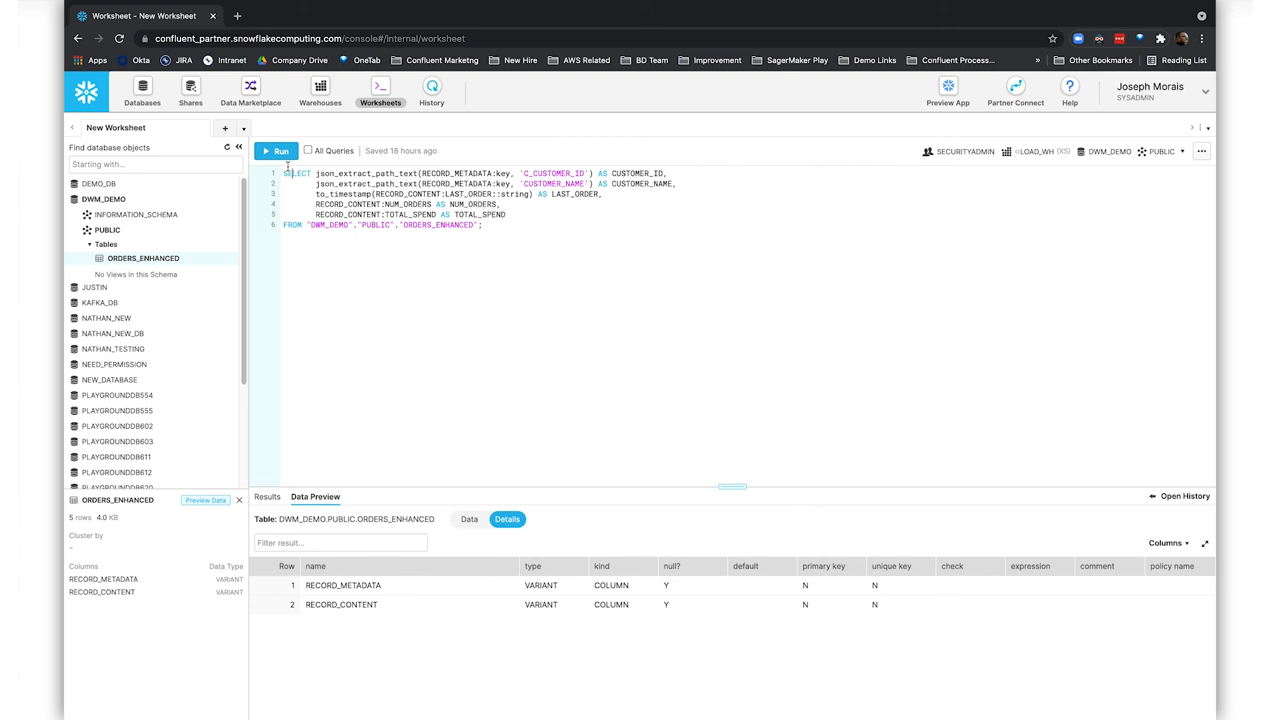 Worksheet - New Worksheet
confluent_partner.snowflakecomputing.com/console#/internal/worksheet
Apps Okta JIRA Intranet Company Drive OneTab Confluent Marketing New Hire AWS Related BD Team Improvement SagerMaker Play Demo Links Confluent Process... » Other Bookmarks Reading List
Databases Shares Data Marketplace Warehouses Worksheets History Preview App Partner Connect Help
Joseph Morais
SYSADMIN
New Worksheet
Find database objects
Starting with...
DEMO_DB
DWM_DEMO
INFORMATION_SCHEMA
PUBLIC
Tables
ORDERS_ENHANCED
No Views in this Schema
JUSTIN
KAFKA_DB
NATHAN_NEW
NATHAN_NEW_DB
NATHAN_TESTING
NEED_PERMISSION
NEW_DATABASE
PLAYGROUNDDB554
PLAYGROUNDDB555
PLAYGROUNDDB602
PLAYGROUNDDB603
PLAYGROUNDDB611
PLAYGROUNDDB612
PLAYGROUNDDB620
ORDERS_ENHANCED Preview Data
5 rows 4.0 KB
Cluster by
-
Columns Data Type
RECORD_METADATA VARIANT
RECORD_CONTENT VARIANT
Run All Queries Saved 18 hours ago SECURITYADMIN LOAD_WH (XS) DWM_DEMO PUBLIC ...
1 SELECT json_extract_path_text(RECORD_METADATA:key, 'C_CUSTOMER_ID') AS CUSTOMER_ID,
2 json_extract_path_text(RECORD_METADATA:key, 'CUSTOMER_NAME') AS CUSTOMER_NAME,
3 to_timestamp(RECORD_CONTENT:LAST_ORDER::string) AS LAST_ORDER,
4 RECORD_CONTENT:NUM_ORDERS AS NUM_ORDERS,
5 RECORD_CONTENT:TOTAL_SPEND AS TOTAL_SPEND
6 FROM "DWM_DEMO"."PUBLIC"."ORDERS_ENHANCED";
Results Data Preview Open History
Table: DWM_DEMO.PUBLIC.ORDERS_ENHANCED Data Details
Filter result... Columns
Row name type kind null? default primary key unique key check expression comment policy name
1 RECORD_METADATA VARIANT COLUMN Y N N
2 RECORD_CONTENT VARIANT COLUMN Y N N